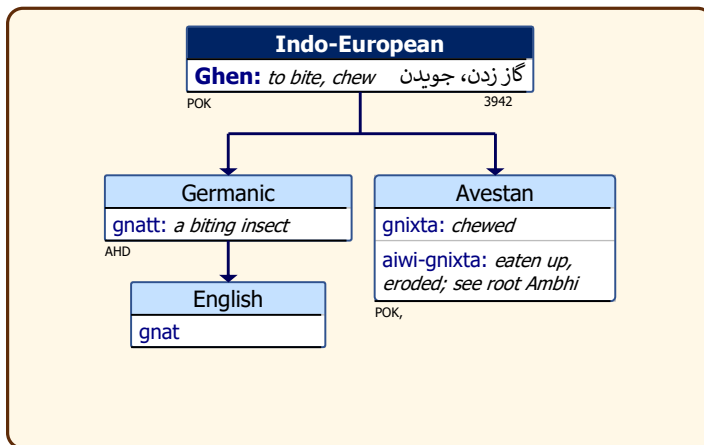 Indo-European
Ghen: to bite, chew گاز زدن، جویدن
POK 3942
Germanic
gnatt: a biting insect
AHD
English
gnat
Avestan
gnixta: chewed
aiwi-gnixta: eaten up,
eroded; see root Ambhi
POK,